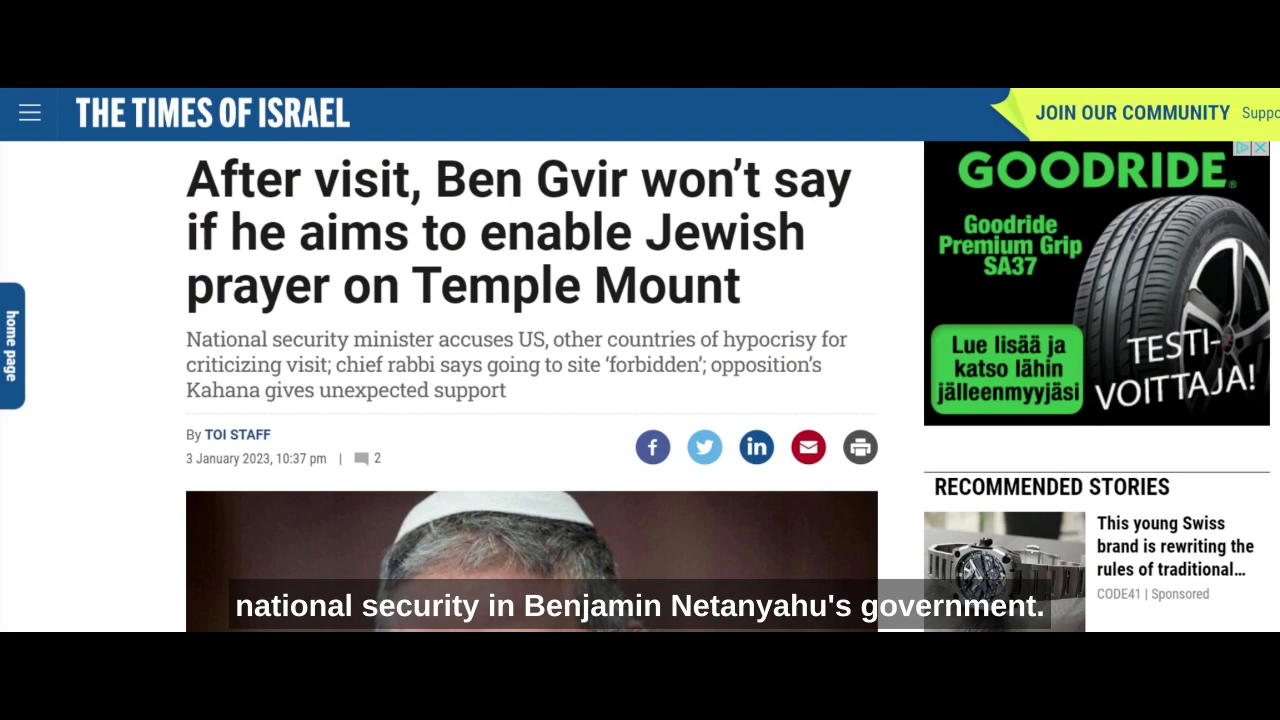 THE TIMES OF ISRAEL
JOIN OUR COMMUNITY
After visit, Ben Gvir won't say
if he aims to enable Jewish
prayer on Temple Mount
National security minister accuses US, other countries of hypocrisy for
criticizing visit; chief rabbi says going to site 'forbidden'; opposition's
Kahana gives unexpected support
By TOI STAFF
3 January 2023, 10:37 pm | 2
home page
GOODRIDE
Goodride
Premium Grip
SA37
Lue lisää ja
katso lähin
jälleenmyyjäsi
TESTI-
VOITTAJA!
RECOMMENDED STORIES
This young Swiss
brand is rewriting the
rules of traditional...
CODE41 | Sponsored
national security in Benjamin Netanyahu's government.